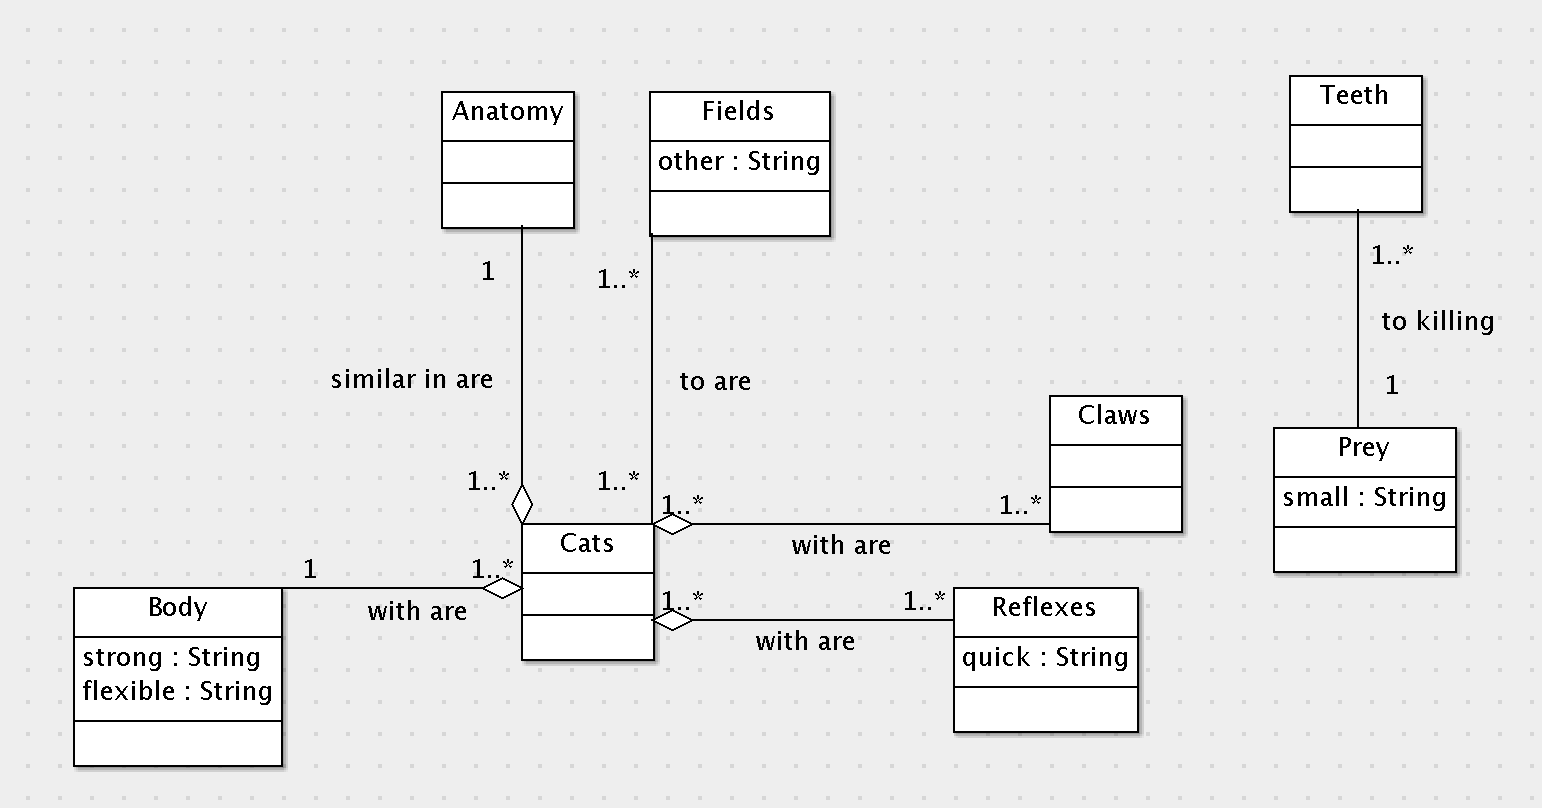 Teeth
Anatomy
Fields
other : String
1..*
1
1..*
to killing
similar in are
to are
1
Claws
Prey
1..*
1..*
1..*
1..*
small : String
Cats
with are
1
1..*
1..*
1..*
Body
with are
Reflexes
with are
strong : String
quick : String
flexible : String